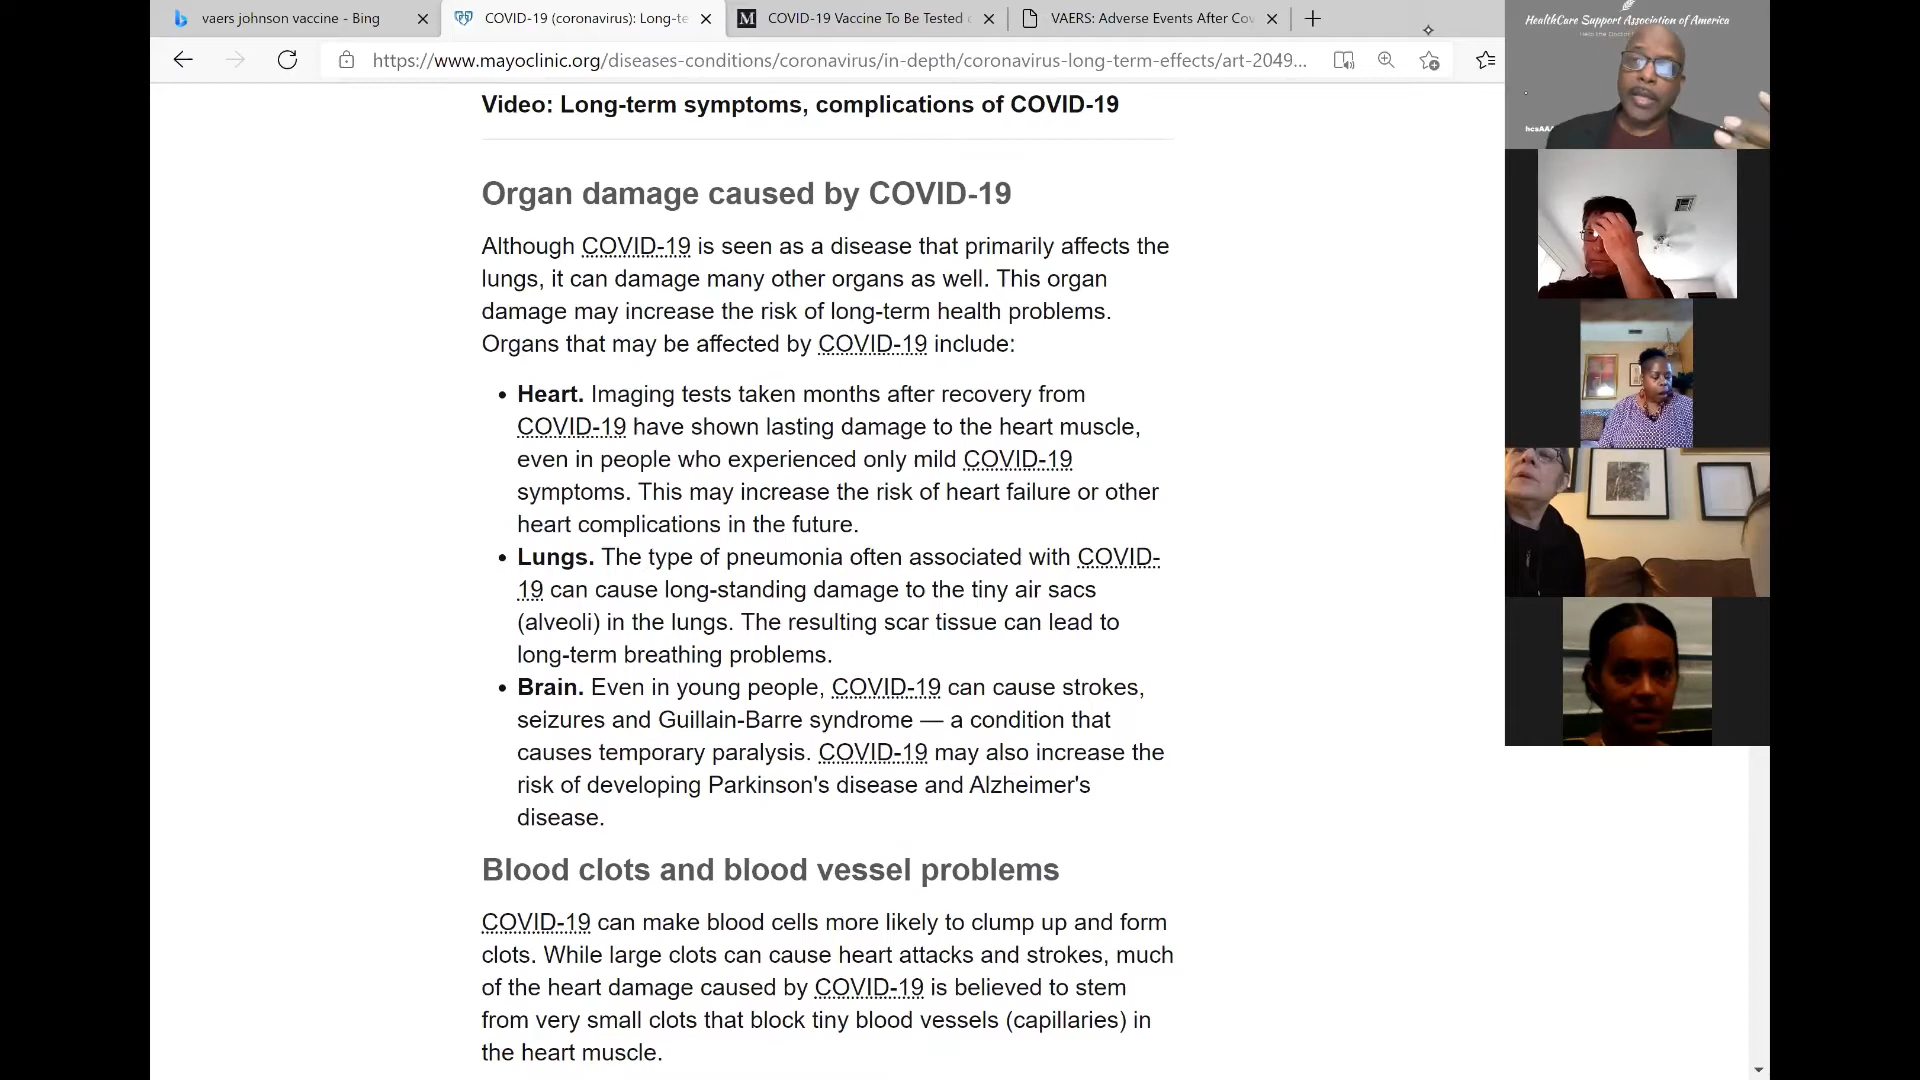 vaers johnson vaccine - Bing
COVID-19 (coronavirus): Long-te
COVID-19 Vaccine To Be Tested
VAERS: Adverse Events After Cov
https://www.mayoclinic.org/diseases-conditions/coronavirus/in-depth/coronavirus-long-term-effects/art-2049...
HealthCare Support Association of America
Video: Long-term symptoms, complications of COVID-19
Organ damage caused by COVID-19
Although COVID-19 is seen as a disease that primarily affects the
lungs, it can damage many other organs as well. This organ
damage may increase the risk of long-term health problems.
Organs that may be affected by COVID-19 include:
• Heart. Imaging tests taken months after recovery from
COVID-19 have shown lasting damage to the heart muscle,
even in people who experienced only mild COVID-19
symptoms. This may increase the risk of heart failure or other
heart complications in the future.
• Lungs. The type of pneumonia often associated with COVID-
19 can cause long-standing damage to the tiny air sacs
(alveoli) in the lungs. The resulting scar tissue can lead to
long-term breathing problems.
• Brain. Even in young people, COVID-19 can cause strokes,
seizures and Guillain-Barre syndrome — a condition that
causes temporary paralysis. COVID-19 may also increase the
risk of developing Parkinson's disease and Alzheimer's
disease.
Blood clots and blood vessel problems
COVID-19 can make blood cells more likely to clump up and form
clots. While large clots can cause heart attacks and strokes, much
of the heart damage caused by COVID-19 is believed to stem
from very small clots that block tiny blood vessels (capillaries) in
the heart muscle.